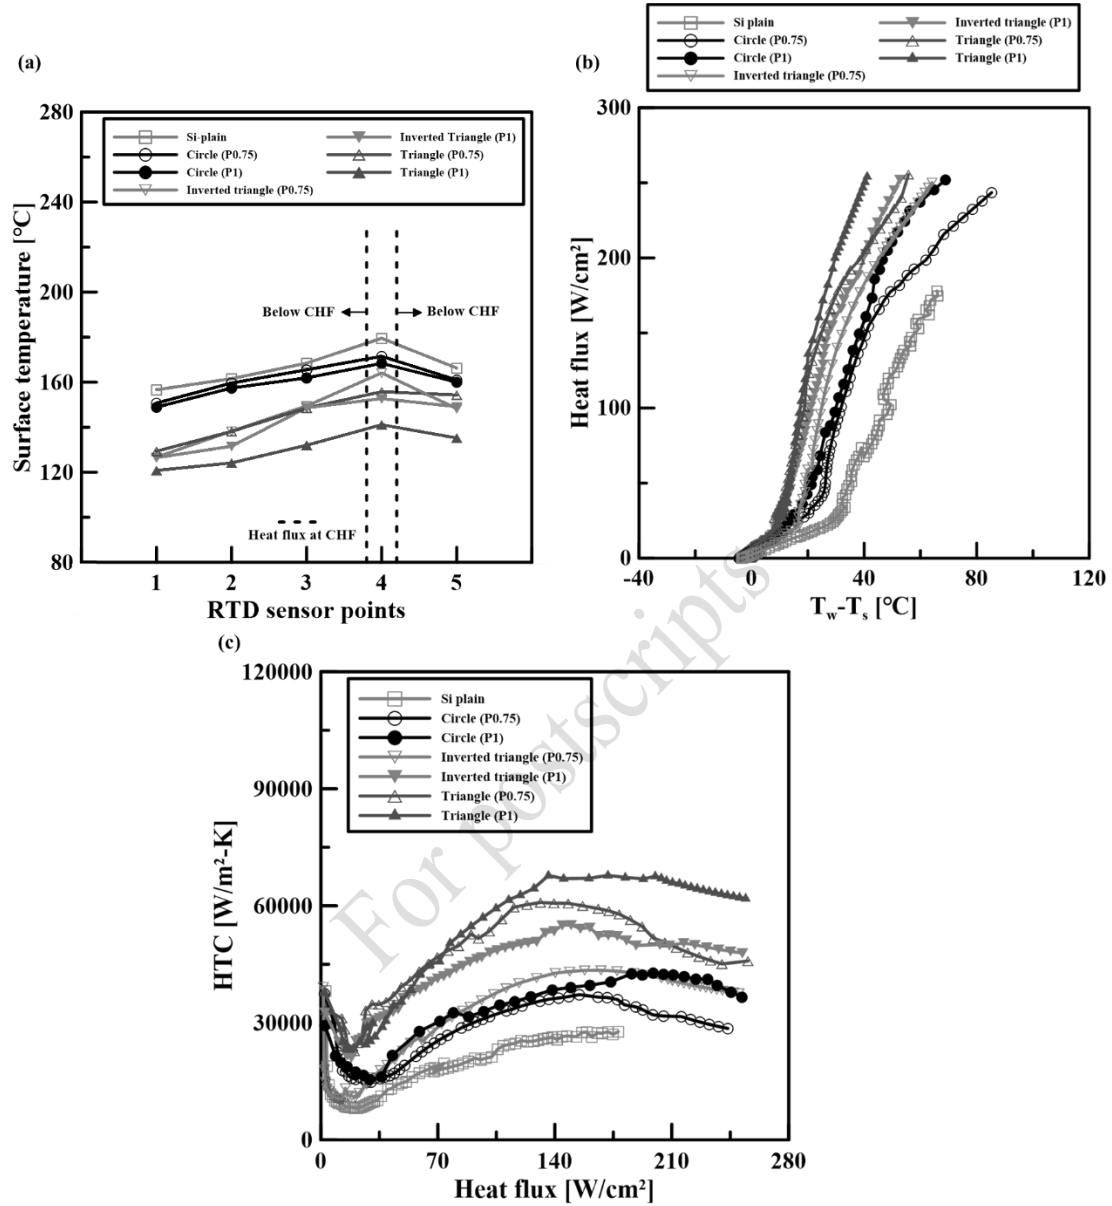 (a)
280
240
200
160
120
80
Surface temperature [°C]
Si-plain
Circle (P0.75)
Circle (P1)
Inverted triangle (P0.75)
Inverted Triangle (P1)
Triangle (P0.75)
Triangle (P1)
Below CHF
Below CHF
Heat flux at CHF
1 2 3 4 5
RTD sensor points
(b)
Si plain
Circle (P0.75)
Circle (P1)
Inverted triangle (P0.75)
Inverted triangle (P1)
Triangle (P0.75)
Triangle (P1)
300
200
100
0
Heat flux [W/cm²]
-40 0 40 80 120
Tw-Ts [°C]
(c)
120000
90000
60000
30000
0
HTC [W/m²-K]
Si plain
Circle (P0.75)
Circle (P1)
Inverted triangle (P0.75)
Inverted triangle (P1)
Triangle (P0.75)
Triangle (P1)
0 70 140 210 280
Heat flux [W/cm²]
For postscripts